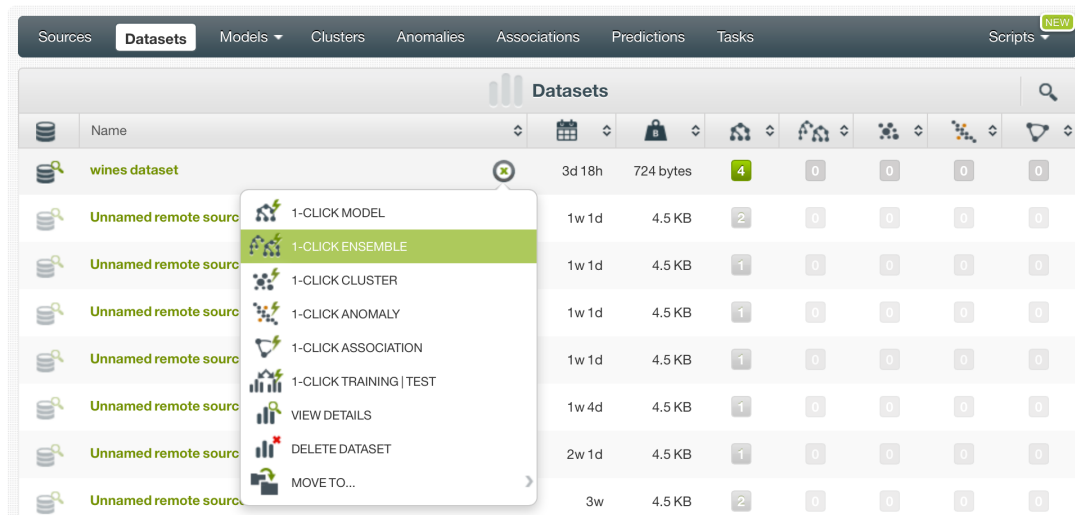 NEW
Sources Datasets Models Clusters Anomalies Associations Predictions Tasks Scripts
Datasets
Name
wines dataset 3d 18h 724 bytes 4 0 0 0 0
Unnamed remote sourc 1w 1d 4.5 KB 2 0 0 0 0
Unnamed remote sourc 1w 1d 4.5 KB 1 0 0 0 0
Unnamed remote sourc 1w 1d 4.5 KB 1 0 0 0 0
Unnamed remote sourc 1w 1d 4.5 KB 1 0 0 0 0
Unnamed remote sourc 1w 4d 4.5 KB 1 0 0 0 0
Unnamed remote sourc 2w 1d 4.5 KB 1 0 0 0 0
Unnamed remote sourc 3w 4.5 KB 2 0 0 0 0
1-CLICK MODEL
1-CLICK ENSEMBLE
1-CLICK CLUSTER
1-CLICK ANOMALY
1-CLICK ASSOCIATION
1-CLICK TRAINING | TEST
VIEW DETAILS
DELETE DATASET
MOVE TO...